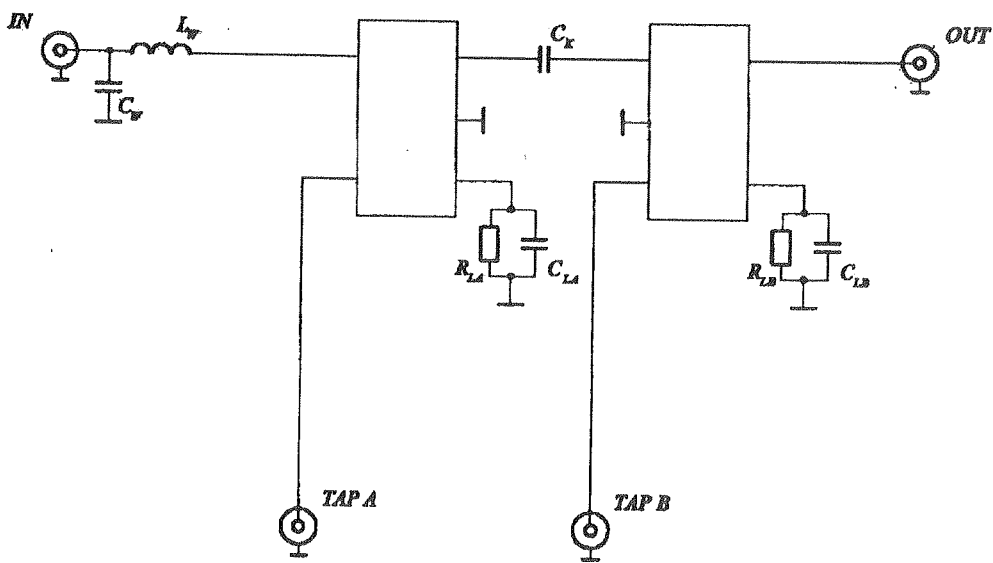 IN
L_W
C_W
C_K
OUT
R_LA
C_LA
R_LB
C_LB
TAP A
TAP B